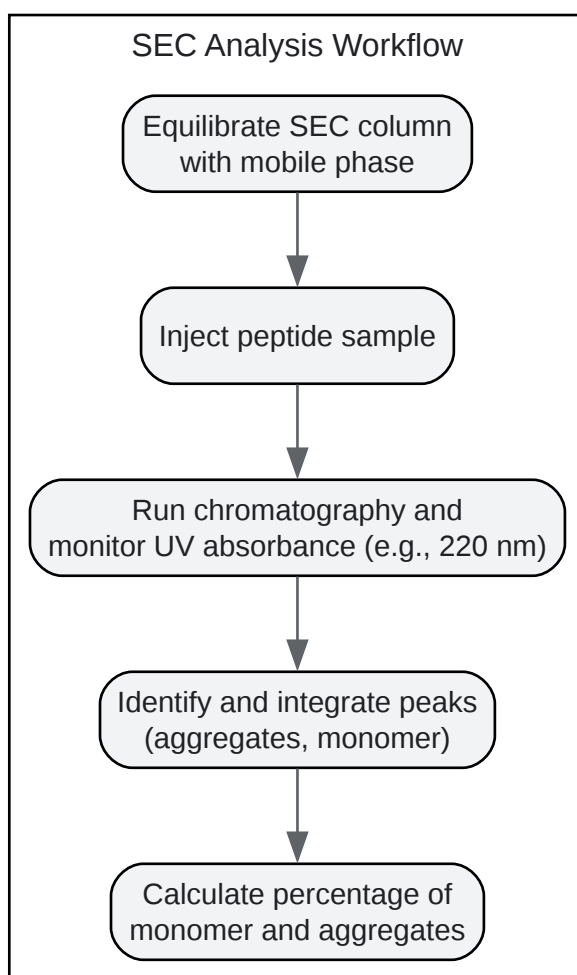 SEC Analysis Workflow
Equilibrate SEC column
with mobile phase
Inject peptide sample
Run chromatography and
monitor UV absorbance (e.g., 220 nm)
Identify and integrate peaks
(aggregates, monomer)
Calculate percentage of
monomer and aggregates